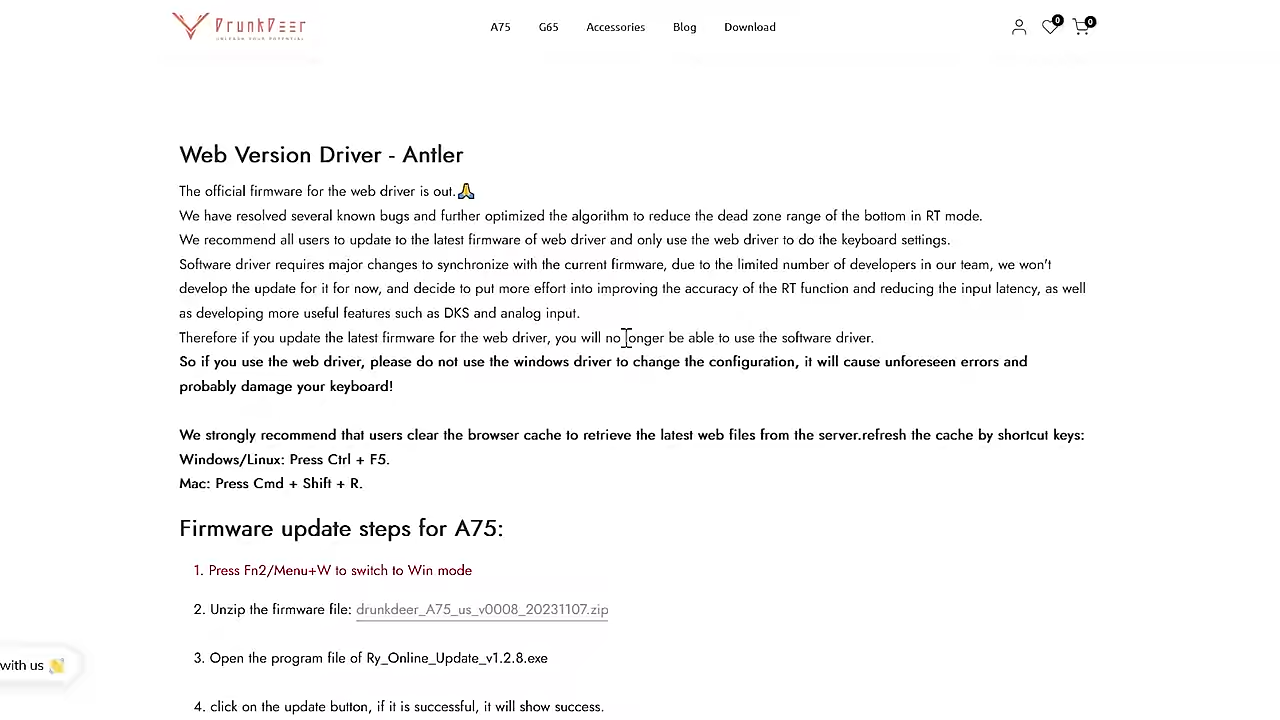 DrunkDeer
UNLEASH YOUR POTENTIAL
A75 G65 Accessories Blog Download
0 0
Web Version Driver - Antler
The official firmware for the web driver is out.🙏
We have resolved several known bugs and further optimized the algorithm to reduce the dead zone range of the bottom in RT mode.
We recommend all users to update to the latest firmware of web driver and only use the web driver to do the keyboard settings.
Software driver requires major changes to synchronize with the current firmware, due to the limited number of developers in our team, we won't
develop the update for it for now, and decide to put more effort into improving the accuracy of the RT function and reducing the input latency, as well
as developing more useful features such as DKS and analog input.
Therefore if you update the latest firmware for the web driver, you will no longer be able to use the software driver.
So if you use the web driver, please do not use the windows driver to change the configuration, it will cause unforeseen errors and
probably damage your keyboard!
We strongly recommend that users clear the browser cache to retrieve the latest web files from the server.refresh the cache by shortcut keys:
Windows/Linux: Press Ctrl + F5.
Mac: Press Cmd + Shift + R.
Firmware update steps for A75:
1. Press Fn2/Menu+W to switch to Win mode
2. Unzip the firmware file: drunkdeer_A75_us_v0008_20231107.zip
3. Open the program file of Ry_Online_Update_v1.2.8.exe
with us 👋
4. click on the update button, if it is successful, it will show success.